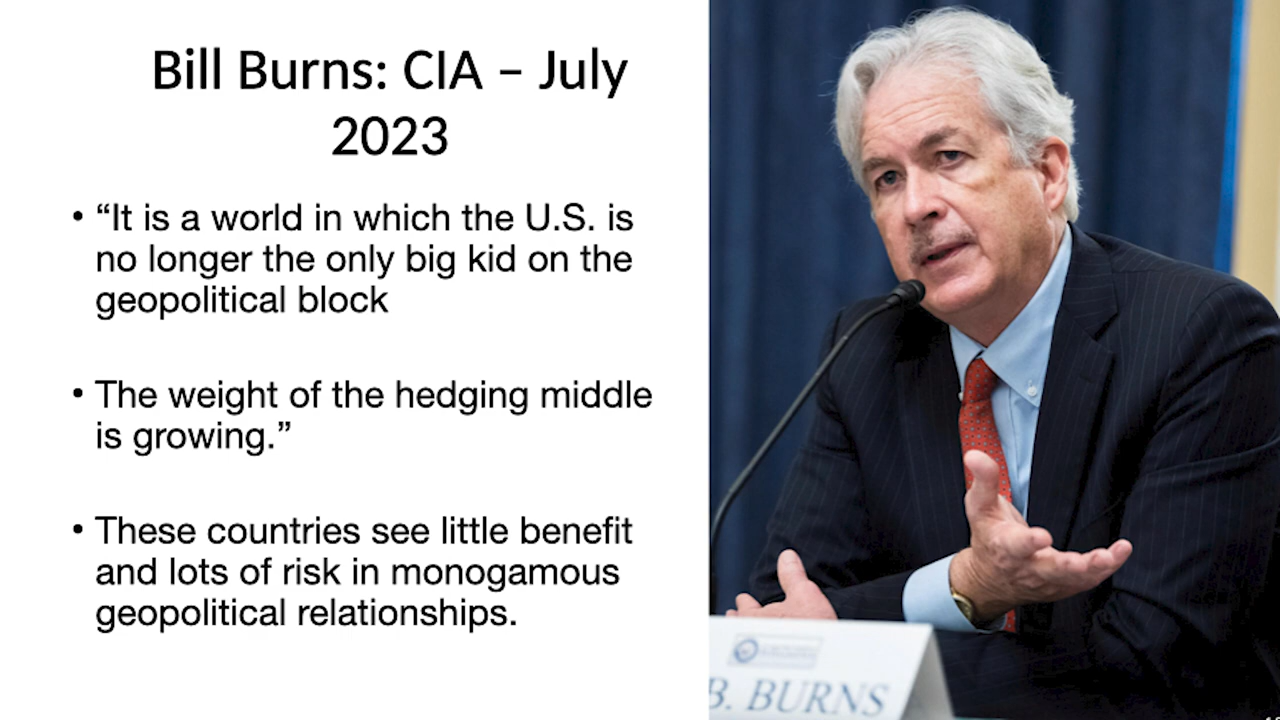 Bill Burns: CIA – July
2023
• “It is a world in which the U.S. is
no longer the only big kid on the
geopolitical block
• The weight of the hedging middle
is growing.”
• These countries see little benefit
and lots of risk in monogamous
geopolitical relationships.
B. BURNS